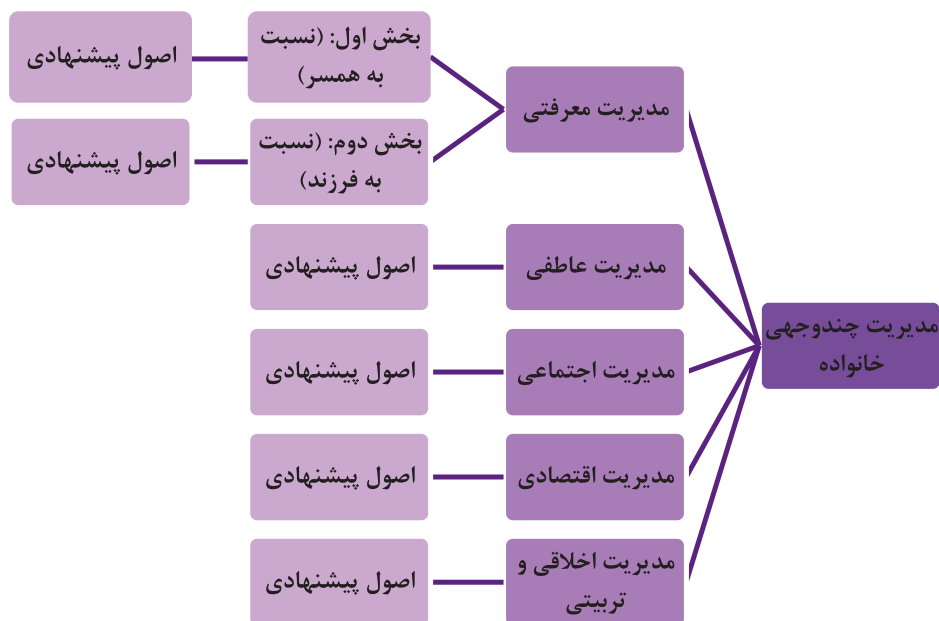 مدیریت چندوجهی
خانواده
مدیریت معرفتی
بخش اول: (نسبت
به همسر)
اصول پیشنهادی
بخش دوم: (نسبت
به فرزند)
اصول پیشنهادی
مدیریت عاطفی
اصول پیشنهادی
مدیریت اجتماعی
اصول پیشنهادی
مدیریت اقتصادی
اصول پیشنهادی
مدیریت اخلاقی و
تربیتی
اصول پیشنهادی